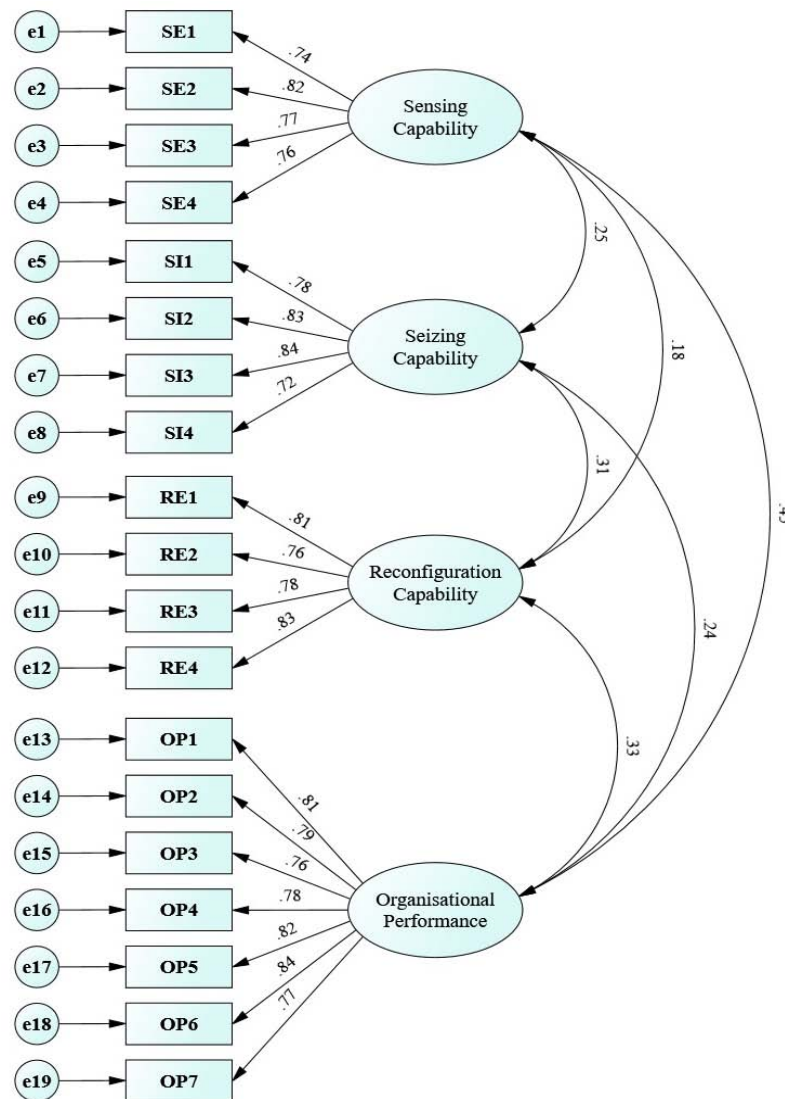 e1
SE1
.74
e2
SE2
.82
Sensing
Capability
e3
SE3
.77
e4
SE4
.76
.25
e5
SI1
.78
e6
SI2
.83
Seizing
Capability
e7
SI3
.84
.18
e8
SI4
.72
.31
e9
RE1
.81
e10
RE2
.76
Reconfiguration
Capability
e11
RE3
.78
.24
e12
RE4
.83
e13
OP1
.81
.33
e14
OP2
.79
e15
OP3
.76
e16
OP4
.78
Organisational
Performance
e17
OP5
.82
e18
OP6
.84
e19
OP7
.77